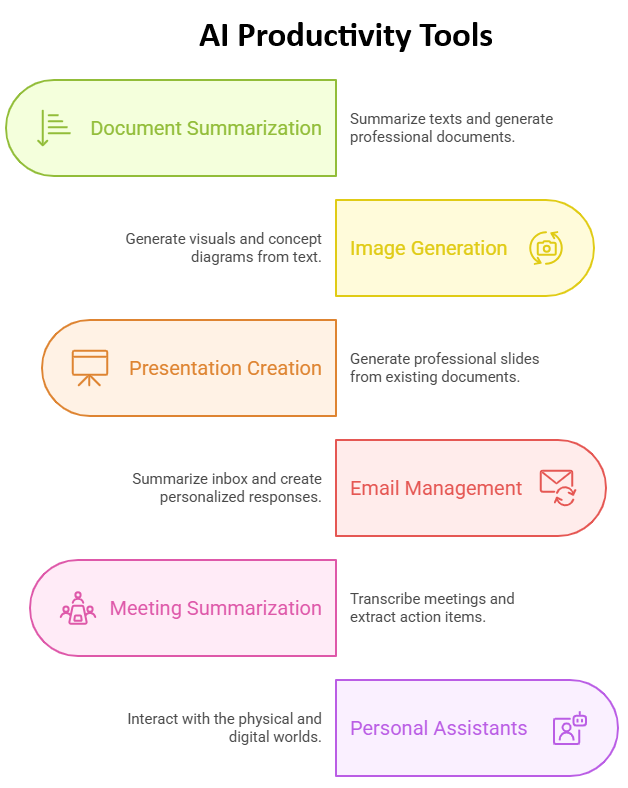 AI Productivity Tools
Document Summarization
Summarize texts and generate
professional documents.
Generate visuals and concept
diagrams from text.
Image Generation
Presentation Creation
Generate professional slides
from existing documents.
Summarize inbox and create
personalized responses.
Email Management
Meeting Summarization
Transcribe meetings and
extract action items.
Interact with the physical and
digital worlds.
Personal Assistants